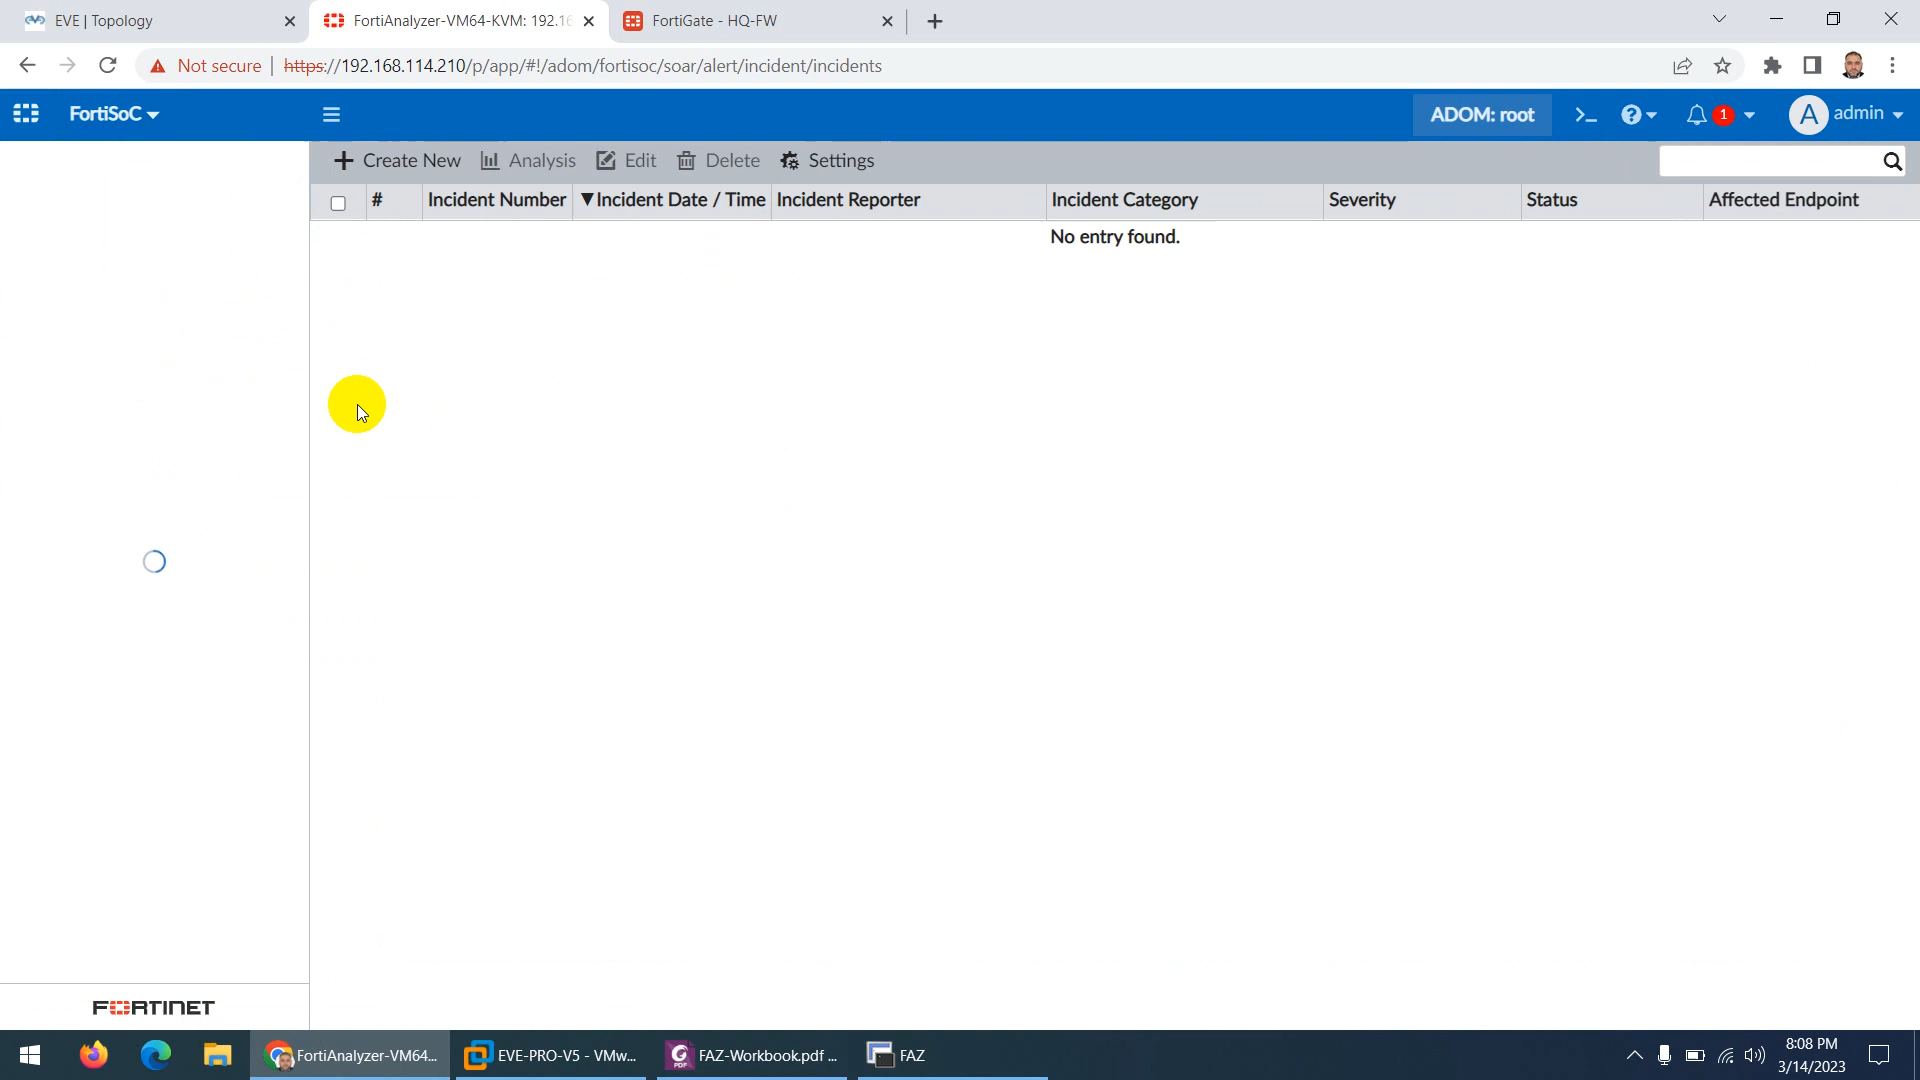 EVE | Topology
FortiAnalyzer-VM64-KVM: 192.16
FortiGate - HQ-FW
Not secure | https://192.168.114.210/p/app/#!/adom/fortisoc/soar/alert/incident/incidents
FortiSoC
ADOM: root
1
A
admin
Create New
Analysis
Edit
Delete
Settings
#
Incident Number
▼Incident Date / Time
Incident Reporter
Incident Category
Severity
Status
Affected Endpoint
No entry found.
FORTINET
FortiAnalyzer-VM64...
EVE-PRO-V5 - VMw...
PDF
FAZ-Workbook.pdf ...
FAZ
8:08 PM
3/14/2023